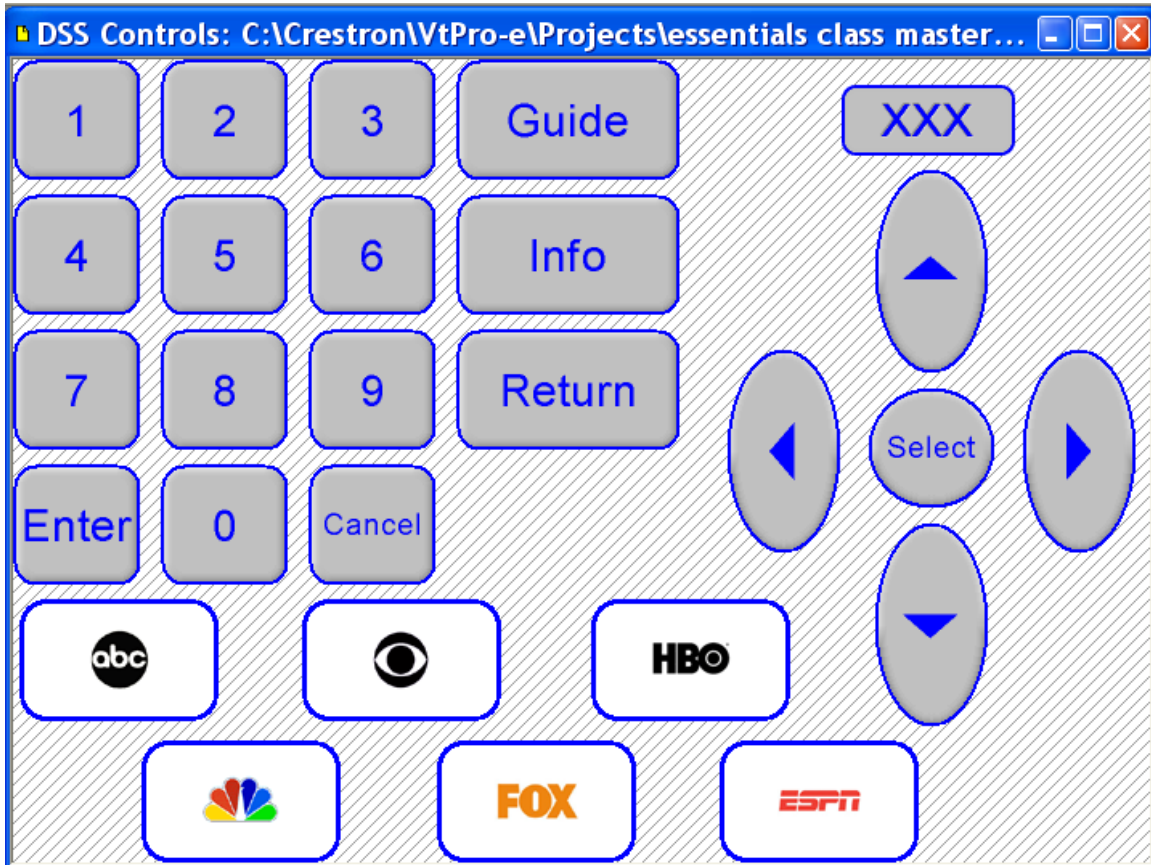 DSS Controls: C:\Crestron\VtPro-e\Projects\essentials class master...
1 2 3 Guide XXX
4 5 6 Info
7 8 9 Return
Select
Enter 0 Cancel
abc HBO
FOX ESPN